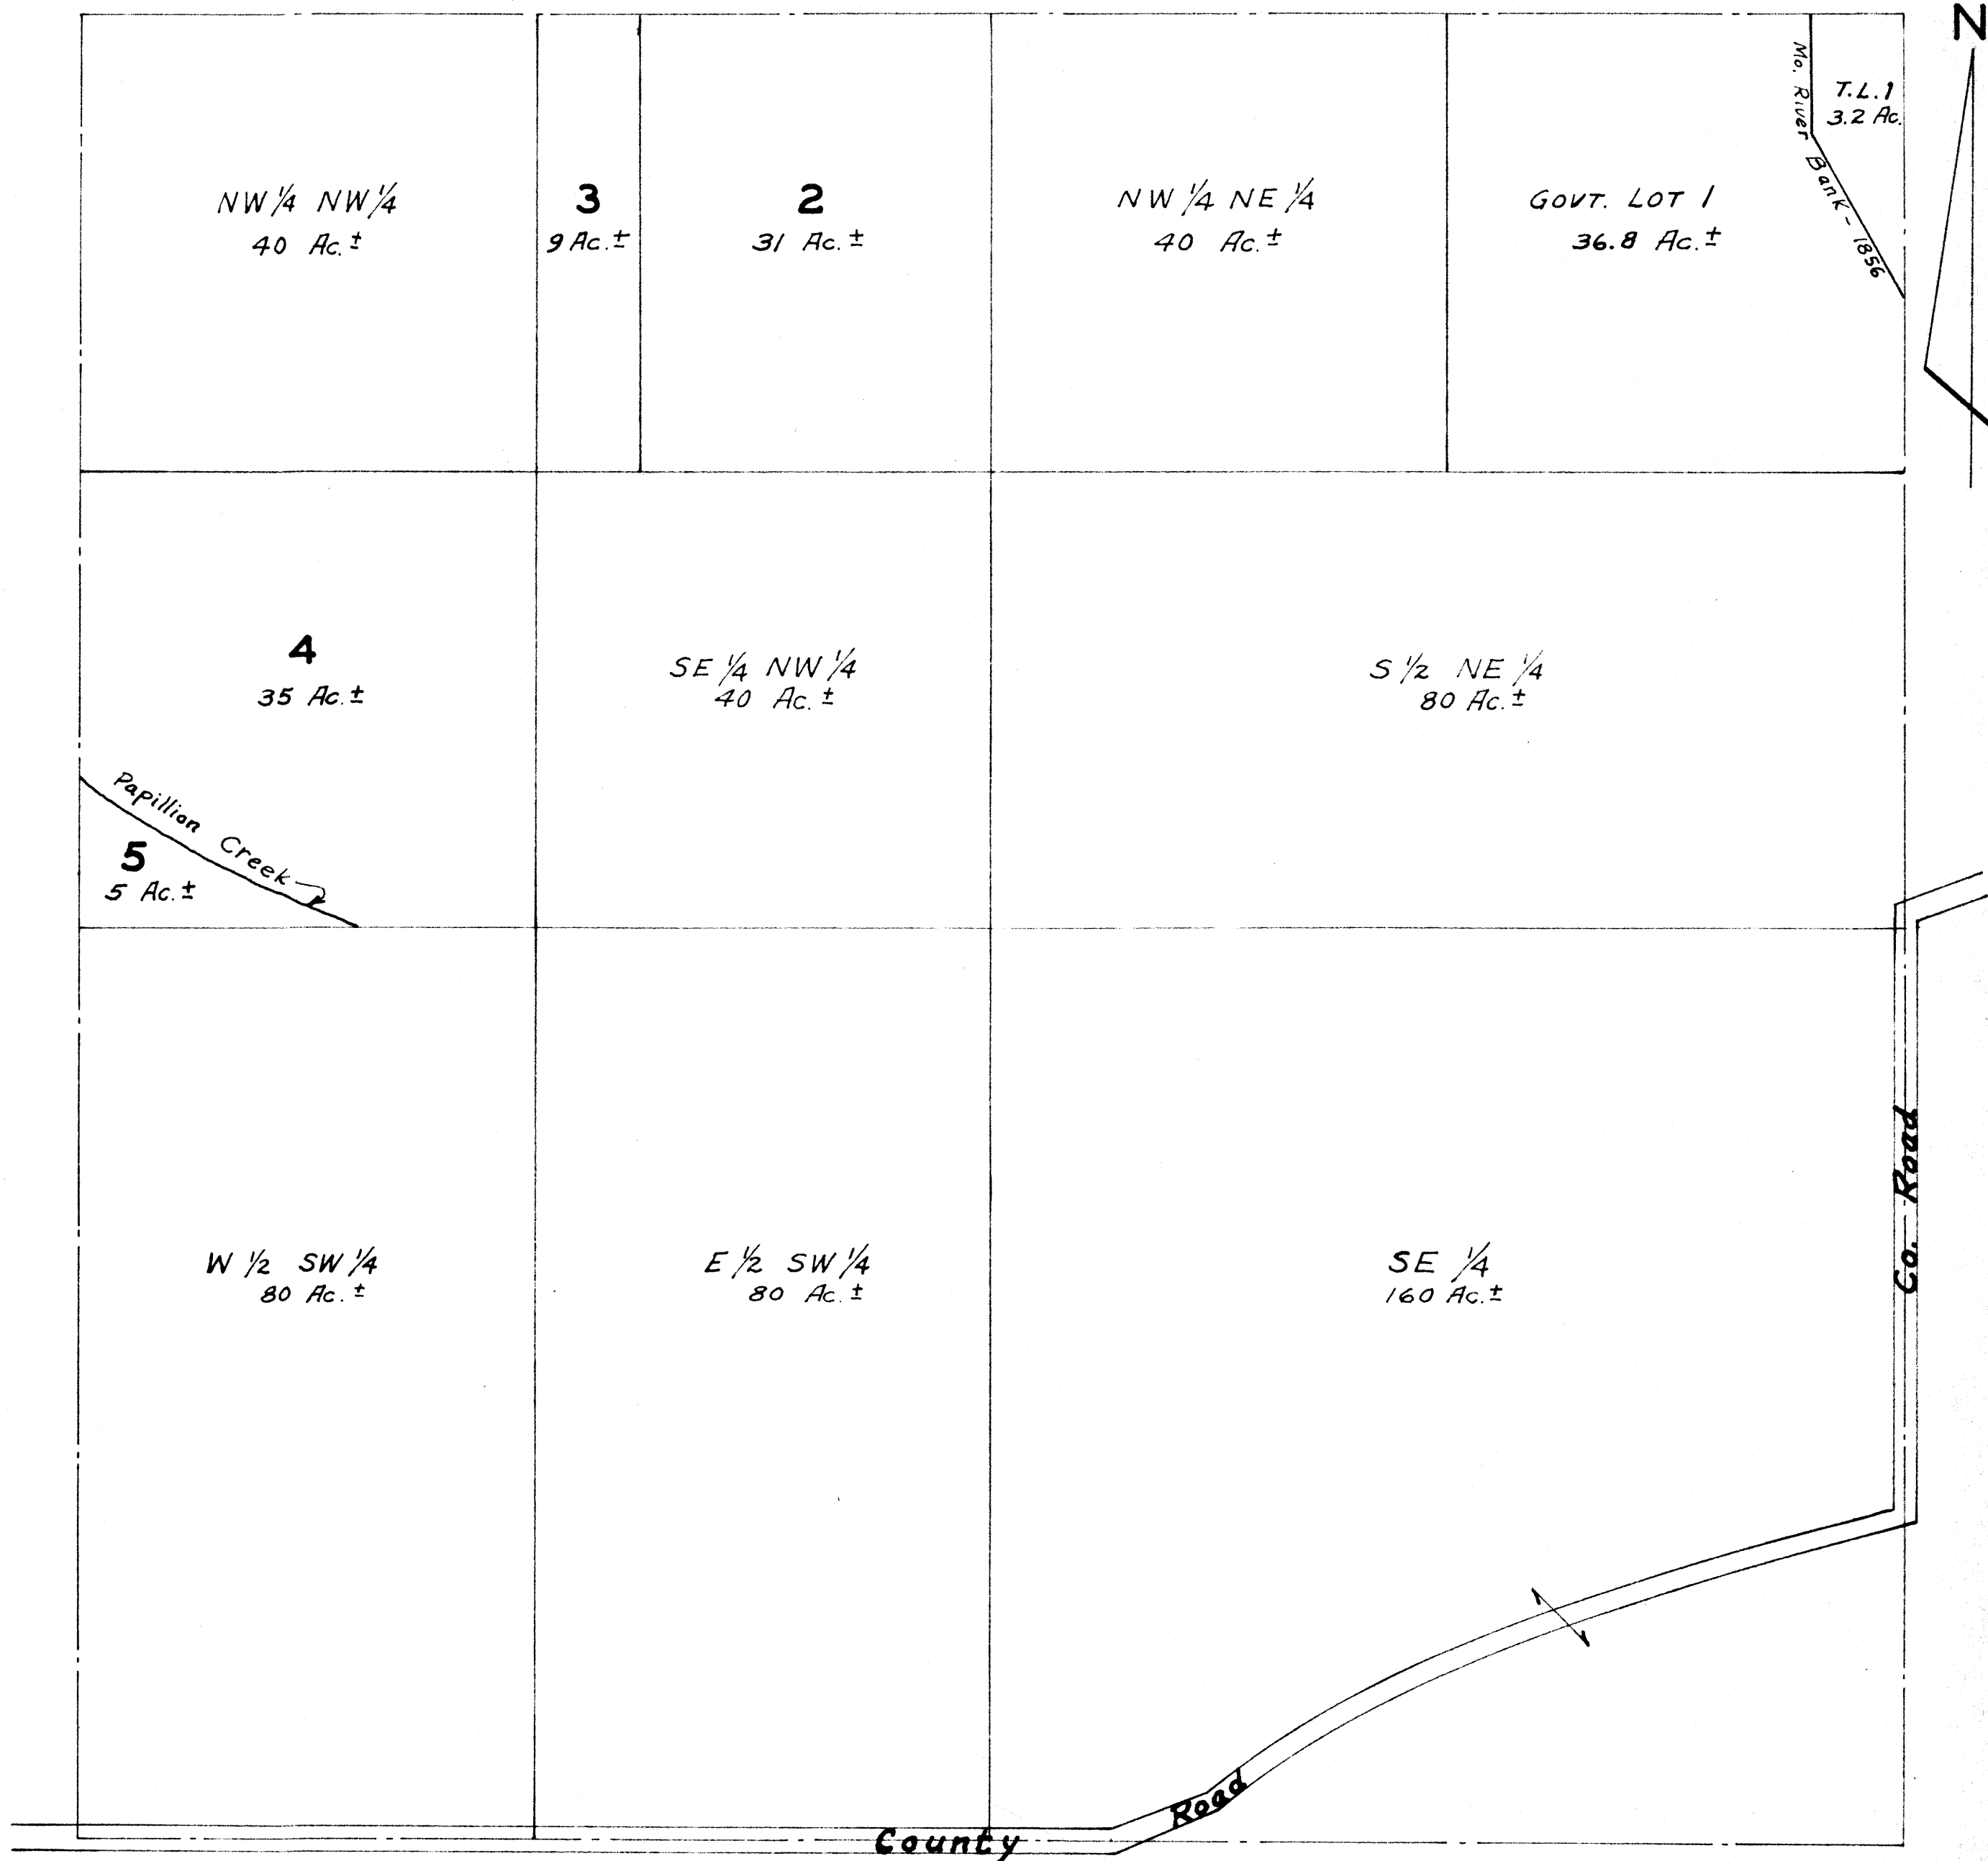 N
Mo. River Bank - 1856
T.L.1
3.2 Ac.
NW 1/4 NW 1/4
40 Ac. ±
3
9 Ac. ±
2
31 Ac. ±
NW 1/4 NE 1/4
40 Ac. ±
GOVT. LOT 1
36.8 Ac. ±
4
35 Ac. ±
SE 1/4 NW 1/4
40 Ac. ±
S 1/2 NE 1/4
80 Ac. ±
Papillion Creek
5
5 Ac. ±
Co. Road
W 1/2 SW 1/4
80 Ac. ±
E 1/2 SW 1/4
80 Ac. ±
SE 1/4
160 Ac. ±
County Road